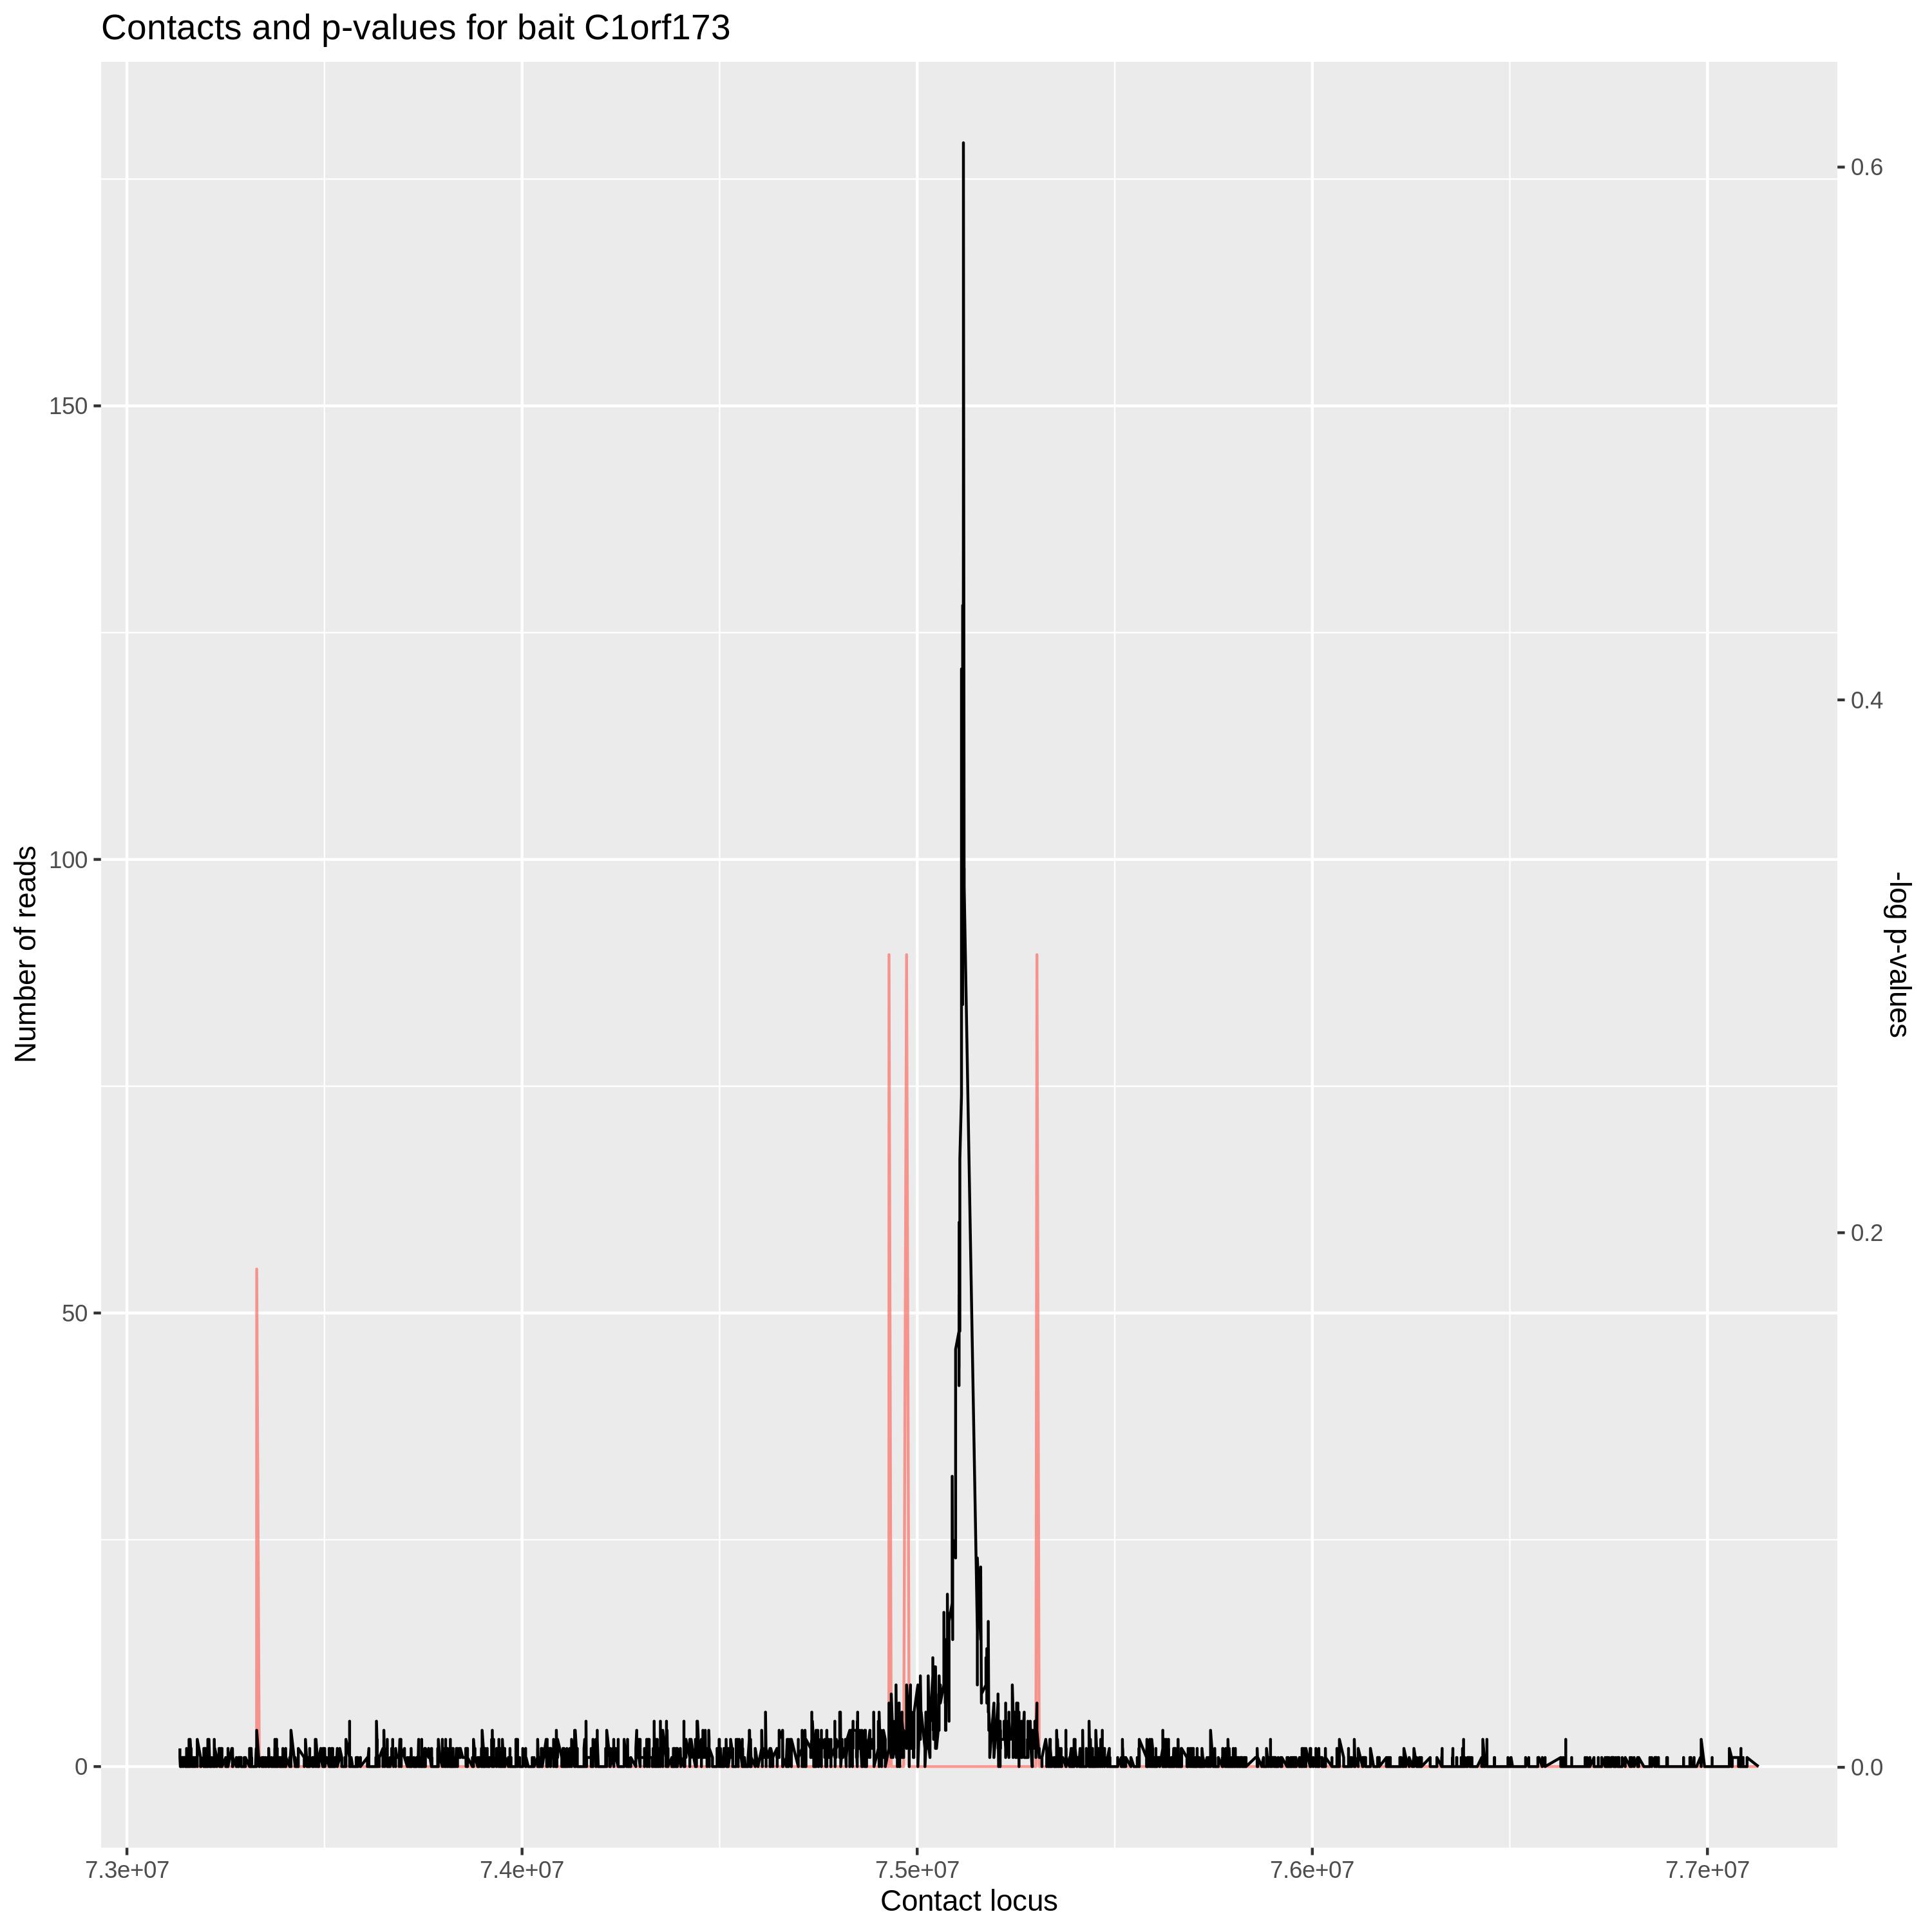 Contacts and p-values for bait C1orf173
Number of reads
150
100
50
0
0.6
0.4
0.2
0.0
-log p-values
7.3e+07
7.4e+07
7.5e+07
7.6e+07
7.7e+07
Contact locus